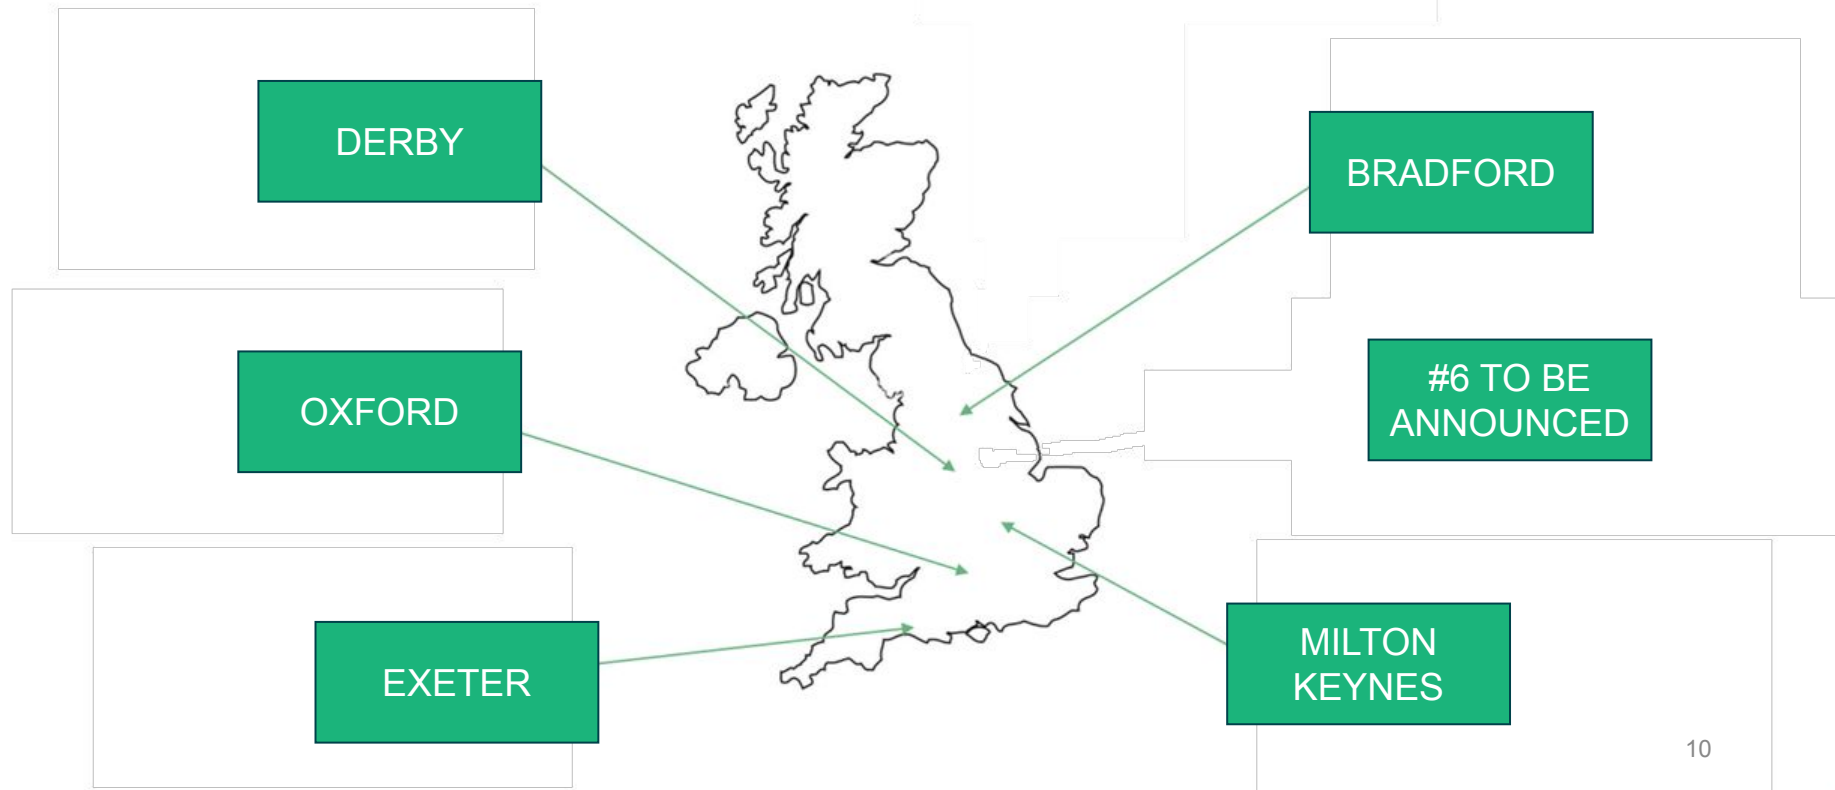 DERBY
BRADFORD
OXFORD
#6 TO BE
ANNOUNCED
EXETER
MILTON
KEYNES
10